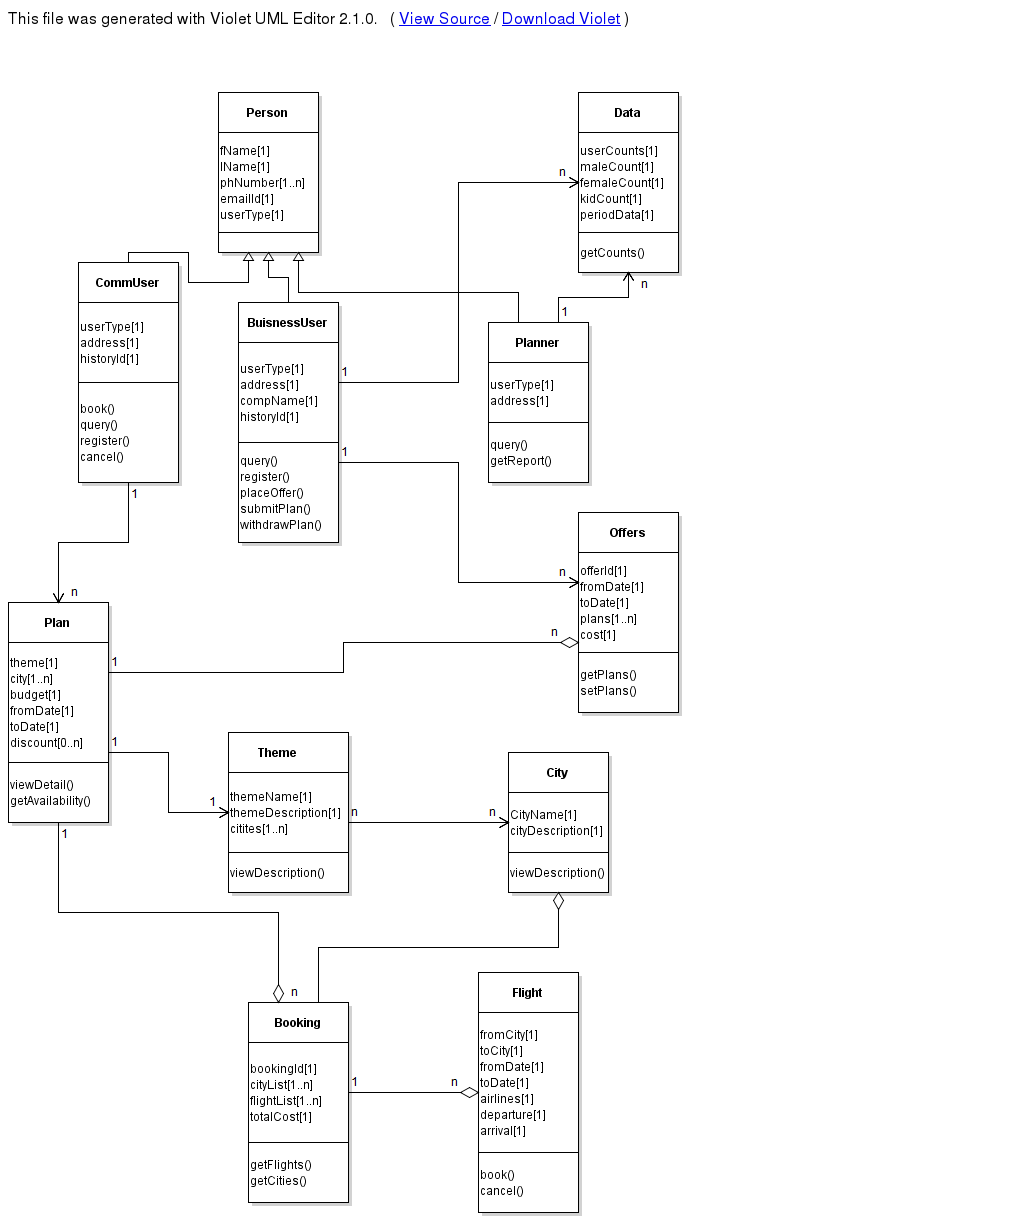 This file was generated with Violet UML Editor 2.1.0. ( View Source / Download Violet )
Person
fName[1]
lName[1]
phNumber[1..n]
emailId[1]
userType[1]
Data
userCounts[1]
maleCount[1]
femaleCount[1]
kidCount[1]
periodData[1]
getCounts()
n
n
1
CommUser
userType[1]
address[1]
historyId[1]
book()
query()
register()
cancel()
1
BuisnessUser
userType[1]
address[1]
compName[1]
historyId[1]
query()
register()
placeOffer()
submitPlan()
withdrawPlan()
1
1
Planner
userType[1]
address[1]
query()
getReport()
Offers
offerId[1]
fromDate[1]
toDate[1]
plans[1..n]
cost[1]
getPlans()
setPlans()
n
n
n
Plan
theme[1]
city[1..n]
budget[1]
fromDate[1]
toDate[1]
discount[0..n]
viewDetail()
getAvailability()
1
1
1
1
Theme
themeName[1]
themeDescription[1]
citites[1..n]
viewDescription()
n
n
City
CityName[1]
cityDescription[1]
viewDescription()
n
Booking
bookingId[1]
cityList[1..n]
flightList[1..n]
totalCost[1]
getFlights()
getCities()
1
n
Flight
fromCity[1]
toCity[1]
fromDate[1]
toDate[1]
airlines[1]
departure[1]
arrival[1]
book()
cancel()